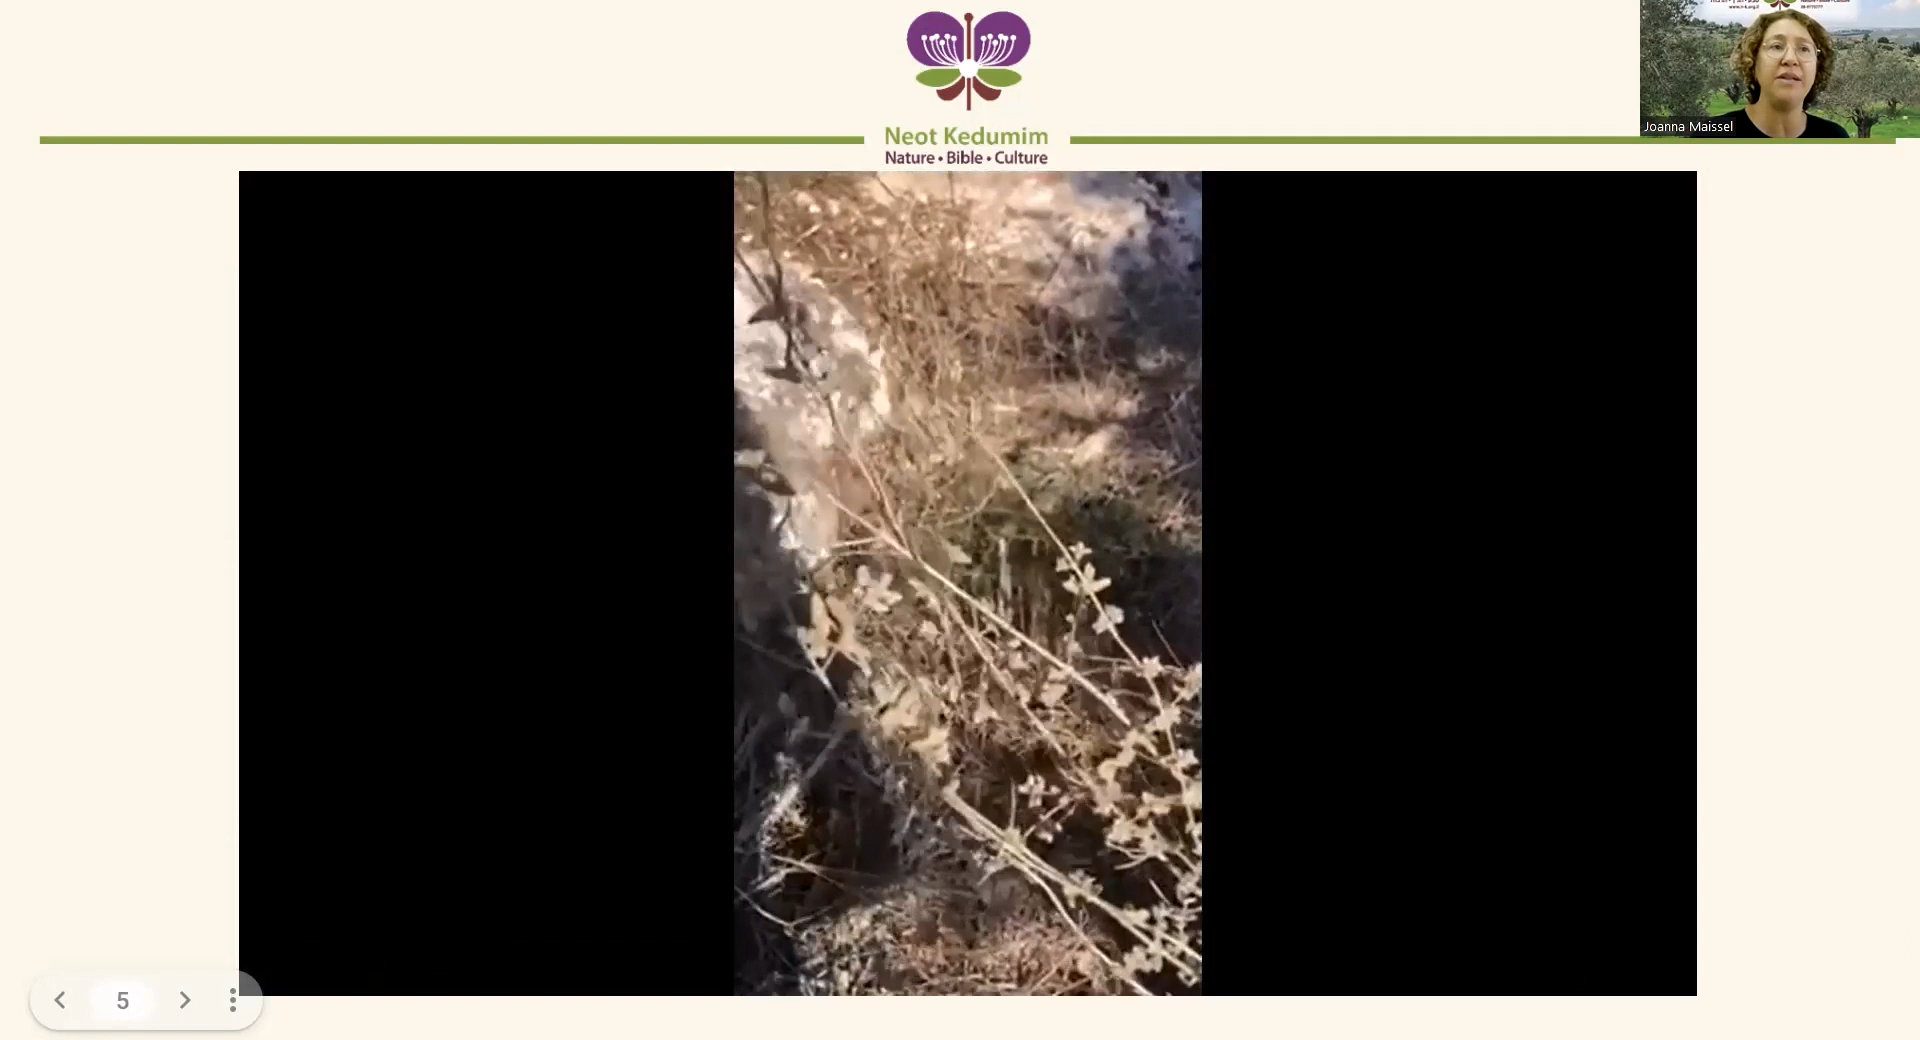 Neot Kedumim
Nature • Bible • Culture
Joanna Maissel
5